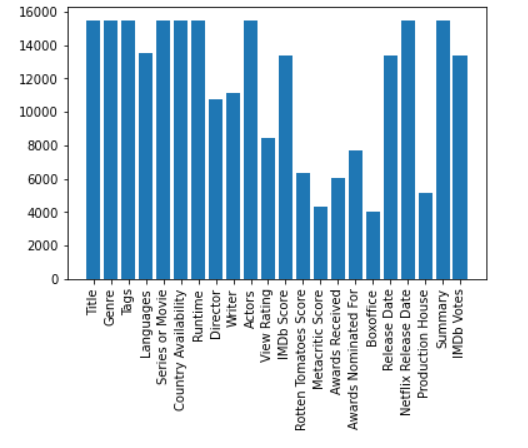 16000
14000
12000
10000
8000
6000
4000
2000
0
Title
Genre
Tags
Languages
Series or Movie
Country Availability
Runtime
Director
Writer
Actors
View Rating
IMDb Score
Rotten Tomatoes Score
Metacritic Score
Awards Received
Awards Nominated For
Boxoffice
Release Date
Netflix Release Date
Production House
Summary
IMDb Votes